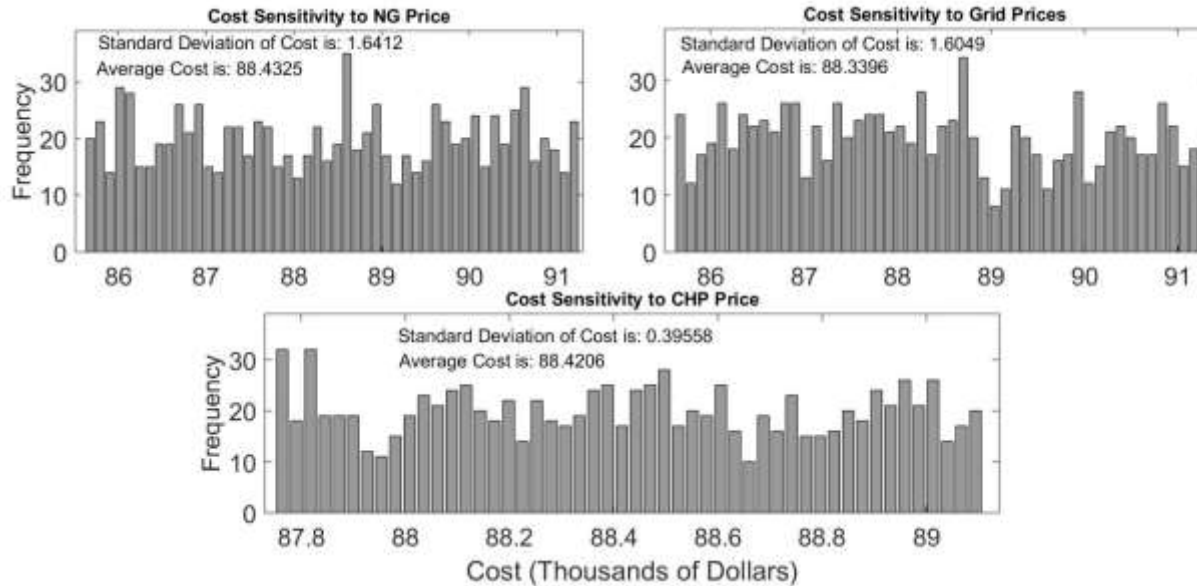 Cost Sensitivity to NG Price
Standard Deviation of Cost is: 1.6412
Average Cost is: 88.4325
Frequency
30
20
10
0
86 87 88 89 90 91
Cost Sensitivity to Grid Prices
Standard Deviation of Cost is: 1.6049
Average Cost is: 88.3396
30
20
10
0
86 87 88 89 90 91
Cost Sensitivity to CHP Price
Standard Deviation of Cost is: 0.39558
Average Cost is: 88.4206
Frequency
30
20
10
0
87.8 88 88.2 88.4 88.6 88.8 89
Cost (Thousands of Dollars)